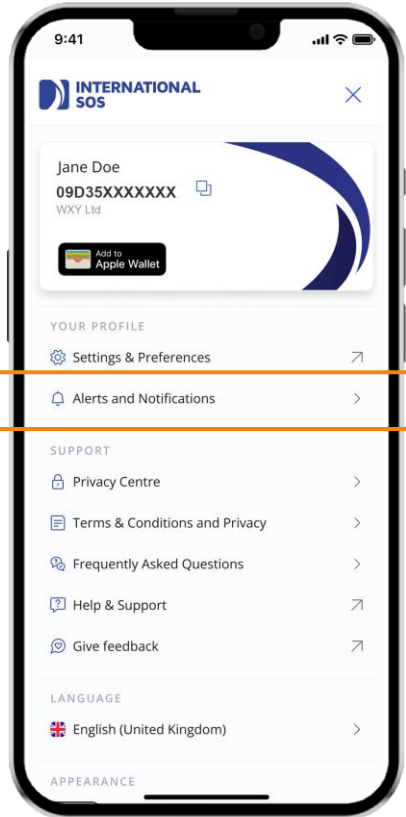 9:41
INTERNATIONAL
SOS
Jane Doe
09D35XXXXXXX
WXY Ltd
Add to
Apple Wallet
YOUR PROFILE
Settings & Preferences
Alerts and Notifications
SUPPORT
Privacy Centre
Terms & Conditions and Privacy
Frequently Asked Questions
Help & Support
Give feedback
LANGUAGE
English (United Kingdom)
APPEARANCE